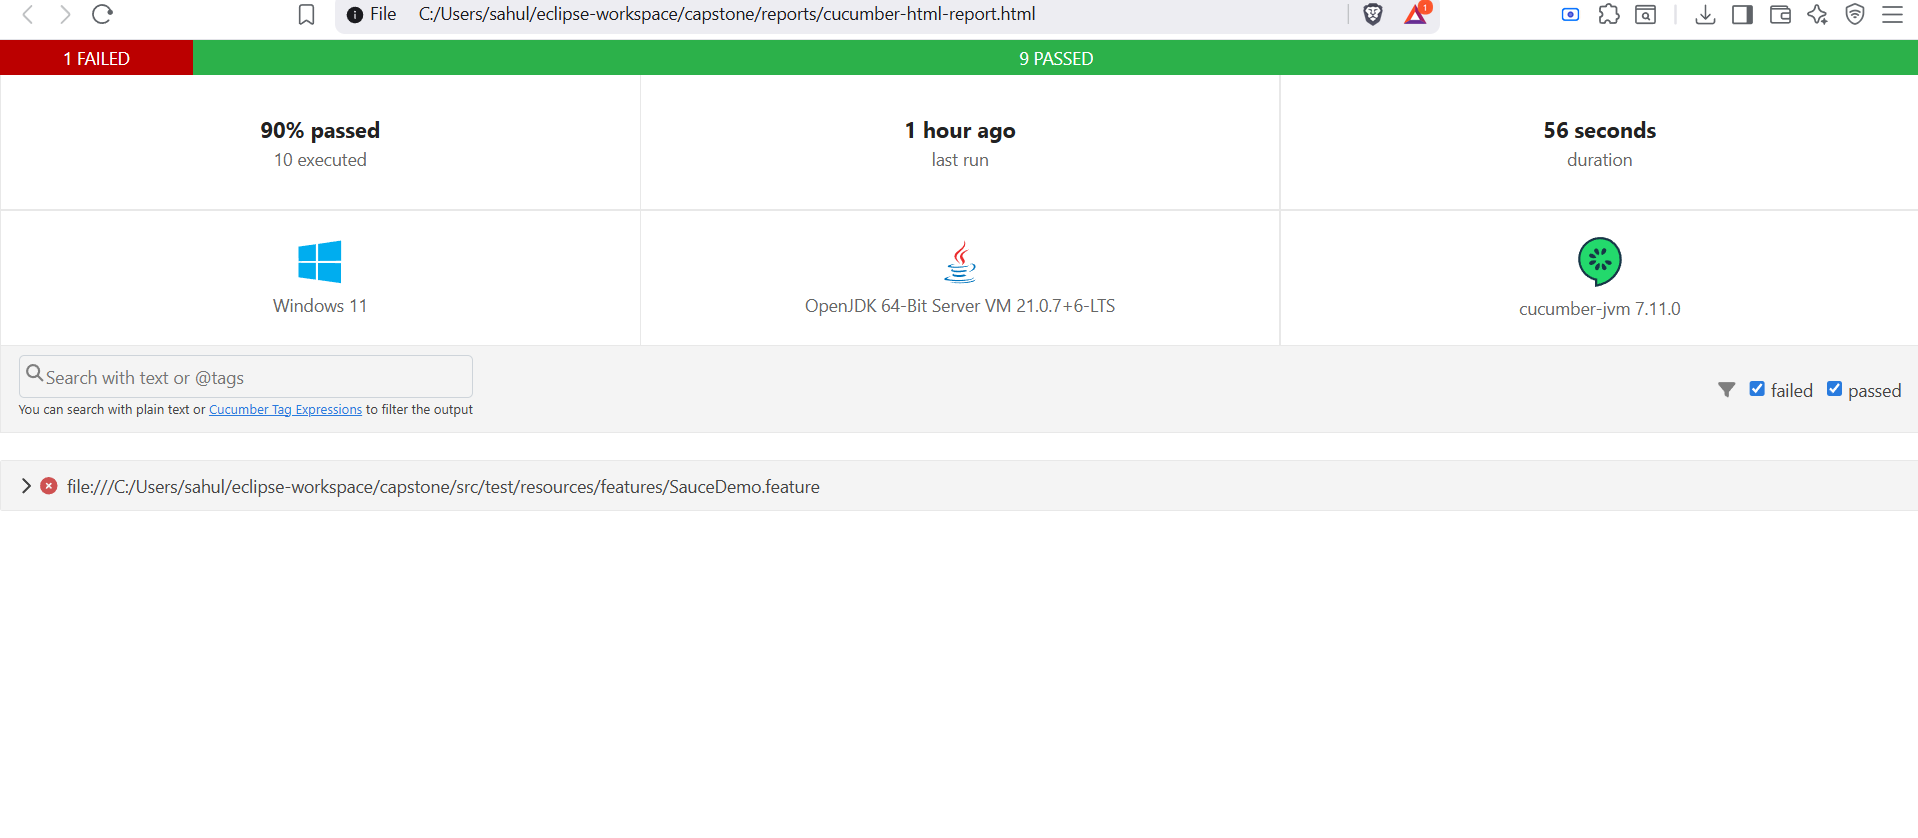 File C:/Users/sahul/eclipse-workspace/capstone/reports/cucumber-html-report.html
1
1 FAILED
9 PASSED
90% passed
10 executed
1 hour ago
last run
56 seconds
duration
Windows 11
OpenJDK 64-Bit Server VM 21.0.7+6-LTS
cucumber-jvm 7.11.0
Search with text or @tags
You can search with plain text or Cucumber Tag Expressions to filter the output
failed passed
file:///C:/Users/sahul/eclipse-workspace/capstone/src/test/resources/features/SauceDemo.feature